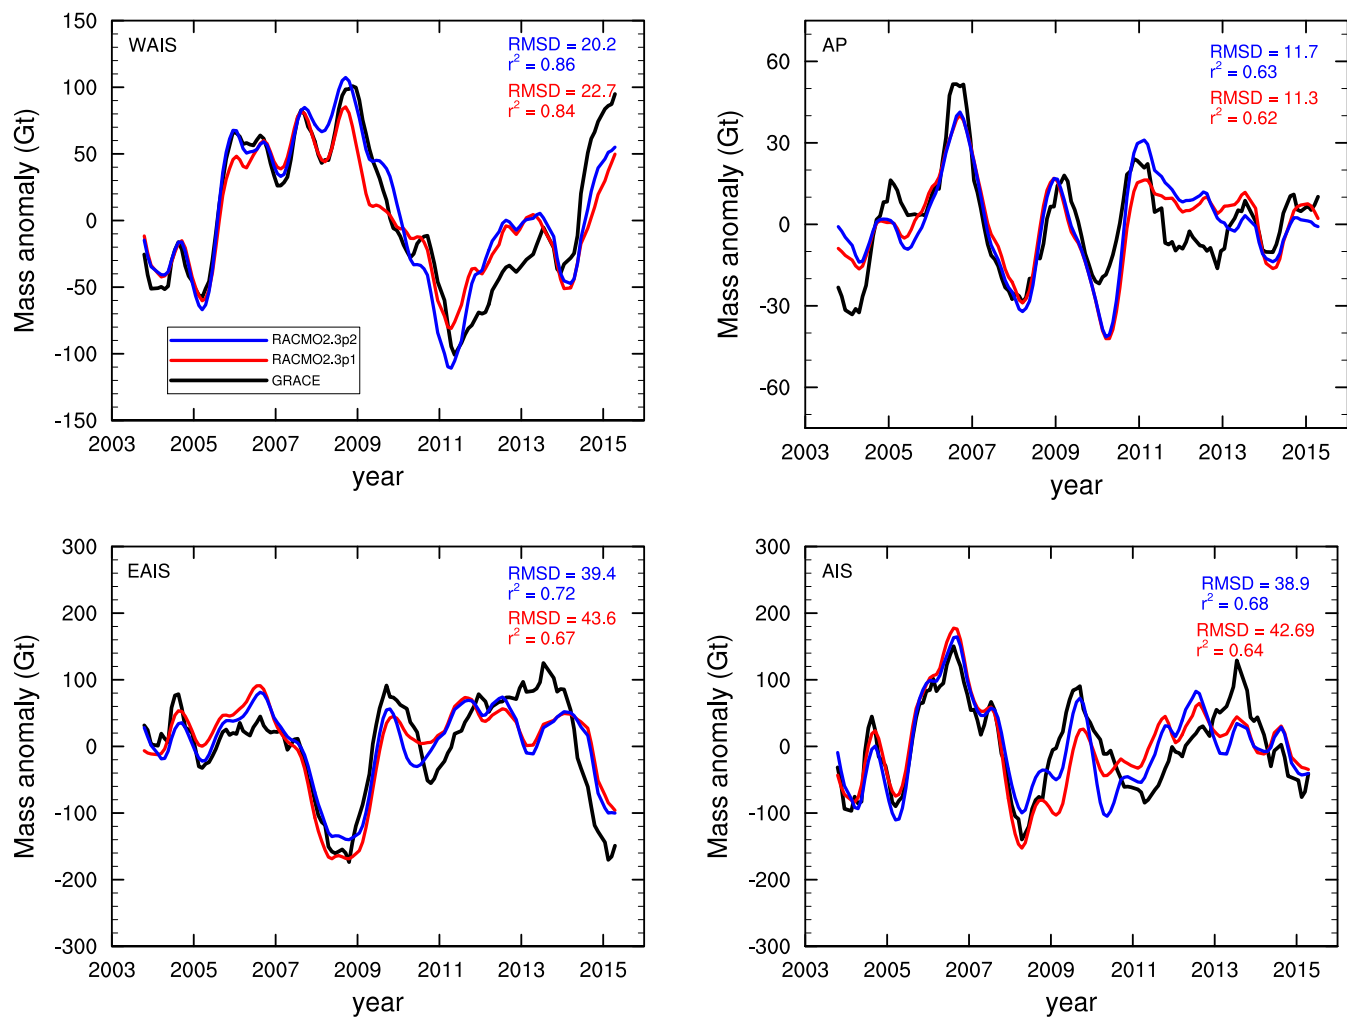 WAIS
RMSD = 20.2
r² = 0.86
RMSD = 22.7
r² = 0.84
Mass anomaly (Gt)
150
100
50
0
-50
-100
-150
RACMO2.3p2
RACMO2.3p1
GRACE
2003 2005 2007 2009 2011 2013 2015
year
AP
RMSD = 11.7
r² = 0.63
RMSD = 11.3
r² = 0.62
Mass anomaly (Gt)
60
30
0
-30
-60
2003 2005 2007 2009 2011 2013 2015
year
EAIS
RMSD = 39.4
r² = 0.72
RMSD = 43.6
r² = 0.67
Mass anomaly (Gt)
300
200
100
0
-100
-200
-300
2003 2005 2007 2009 2011 2013 2015
year
AIS
RMSD = 38.9
r² = 0.68
RMSD = 42.69
r² = 0.64
Mass anomaly (Gt)
300
200
100
0
-100
-200
-300
2003 2005 2007 2009 2011 2013 2015
year